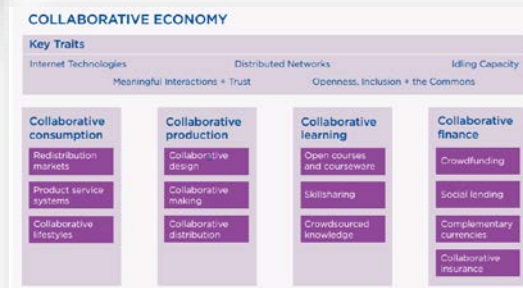 COLLABORATIVE ECONOMY
Key Traits
Internet Technologies
Distributed Networks
Idling Capacity
Meaningful Interactions + Trust
Openness, Inclusion + the Commons
Collaborative
consumption
Redistribution
markets
Product service
systems
Collaborative
lifestyles
Collaborative
production
Collaborative
design
Collaborative
making
Collaborative
distribution
Collaborative
learning
Open courses
and courseware
Skillsharing
Crowdsourced
knowledge
Collaborative
finance
Crowdfunding
Social lending
Complementary
currencies
Collaborative
insurance